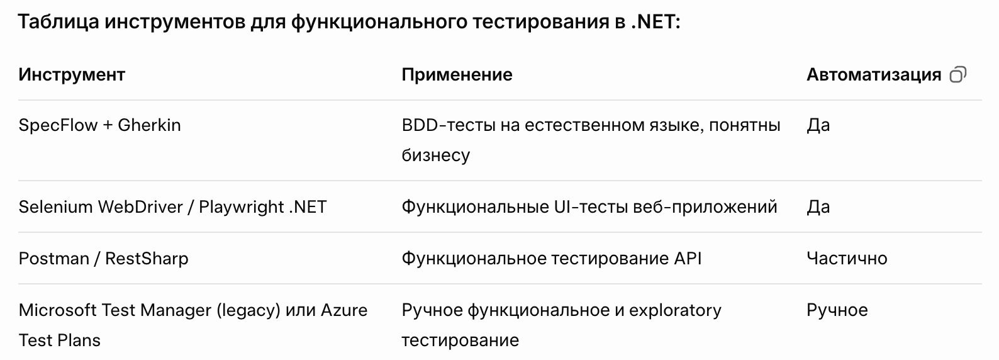 Таблица инструментов для функционального тестирования в .NET:
Инструмент Применение Автоматизация
SpecFlow + Gherkin BDD-тесты на естественном языке, понятны Да
бизнесу
Selenium WebDriver / Playwright .NET Функциональные UI-тесты веб-приложений Да
Postman / RestSharp Функциональное тестирование API Частично
Microsoft Test Manager (legacy) или Azure Ручное функциональное и exploratory Ручное
Test Plans тестирование